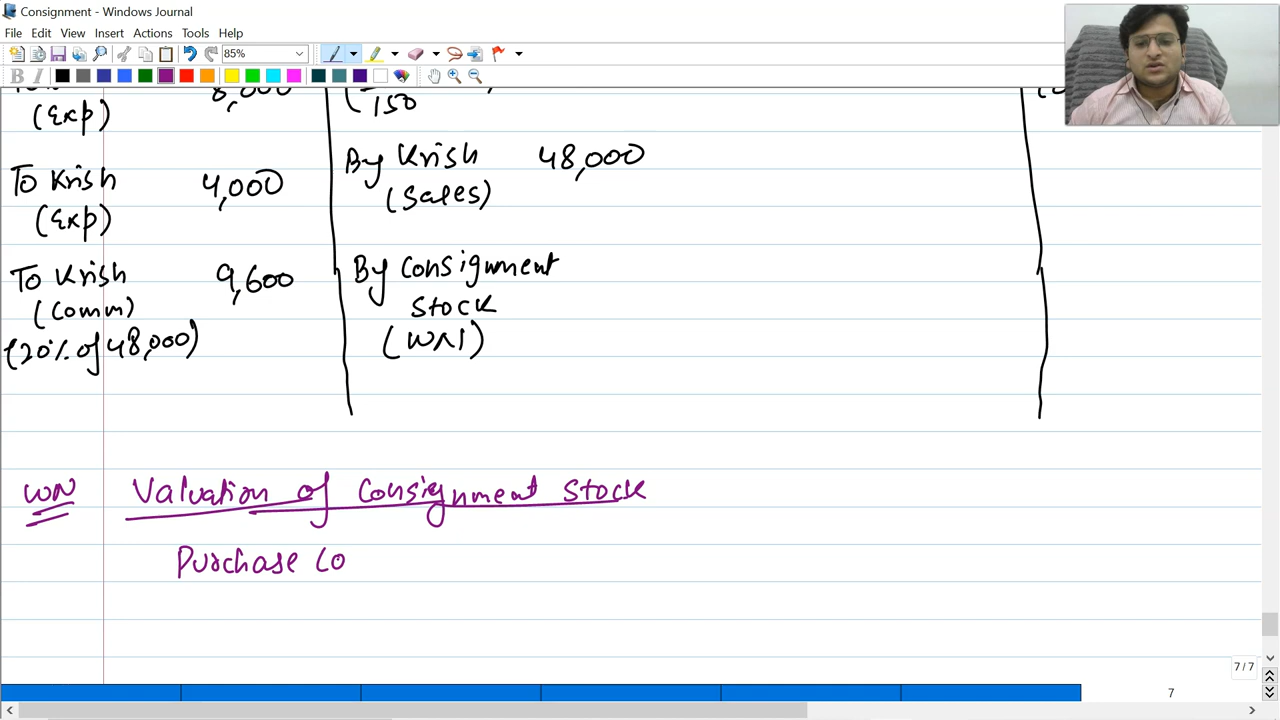 Consignment - Windows Journal
File Edit View Insert Actions Tools Help
85%
B I
8,000
(Exp)
150
To Krish 4,000
(Exp)
By Krish 48,000
(Sales)
To Krish 9,600
(Comm)
(20% of 48,000)
By Consignment
Stock
(WN1)
WN Valuation of Consignment Stock
Purchase Co
7 / 7
7